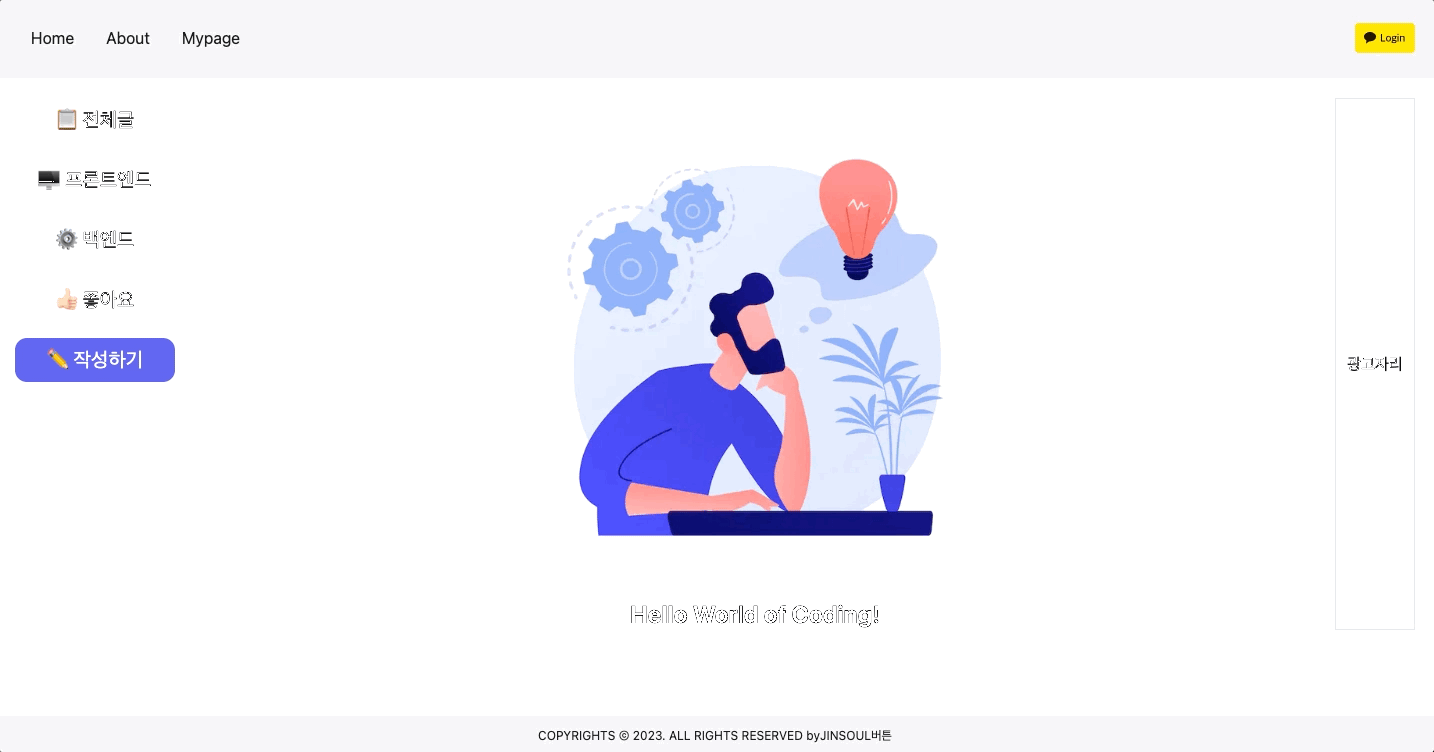 Home About Mypage Login
전체글
프론트엔드
백엔드
좋아요
작성하기
광고자리
Hello World of Coding!
COPYRIGHTS © 2023. ALL RIGHTS RESERVED byJINSOUL버튼